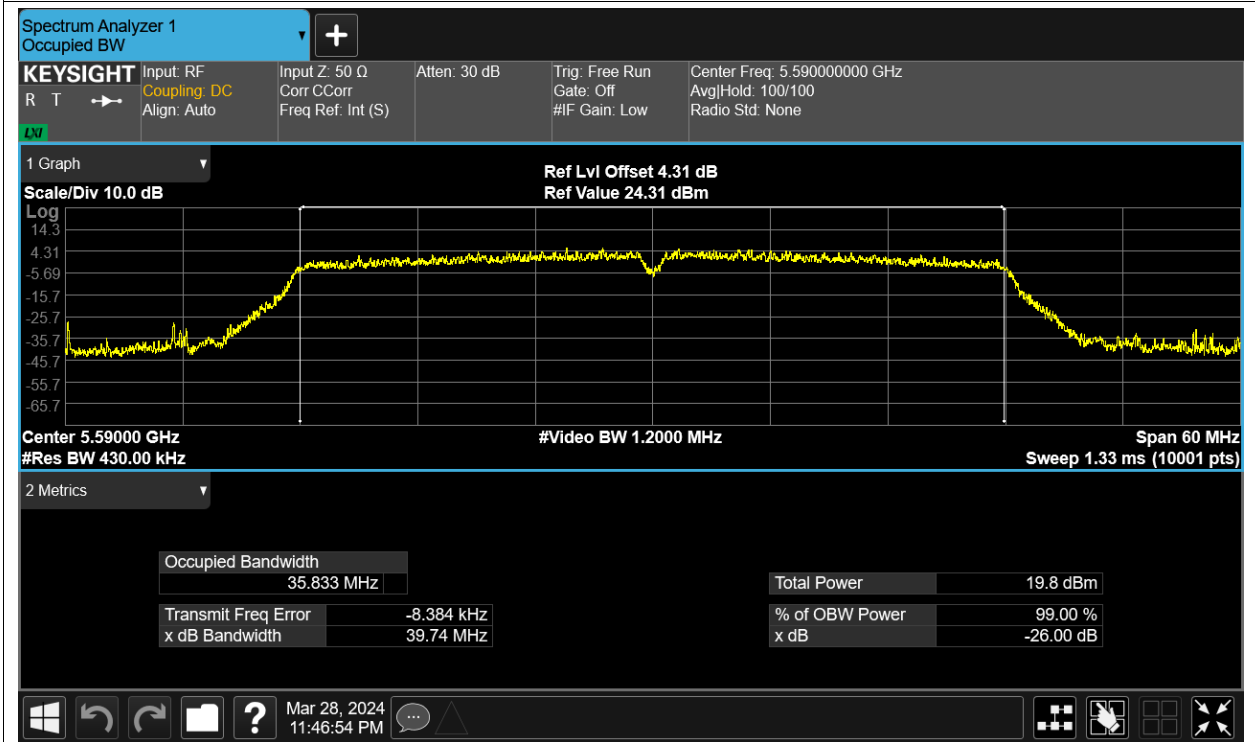 Spectrum Analyzer 1
Occupied BW
KEYSIGHT Input: RF Input Z: 50 Ω Atten: 30 dB Trig: Free Run Center Freq: 5.590000000 GHz
R T Coupling: DC Corr CCorr Gate: Off Avg|Hold: 100/100
Align: Auto Freq Ref: Int (S) #IF Gain: Low Radio Std: None
LXI
1 Graph Ref Lvl Offset 4.31 dB
Scale/Div 10.0 dB Ref Value 24.31 dBm
Log
14.3
4.31
-5.69
-15.7
-25.7
-35.7
-45.7
-55.7
-65.7
Center 5.59000 GHz #Video BW 1.2000 MHz Span 60 MHz
#Res BW 430.00 kHz Sweep 1.33 ms (10001 pts)
2 Metrics
Occupied Bandwidth
35.833 MHz Total Power 19.8 dBm
Transmit Freq Error -8.384 kHz % of OBW Power 99.00 %
x dB Bandwidth 39.74 MHz x dB -26.00 dB
? Mar 28, 2024
11:46:54 PM